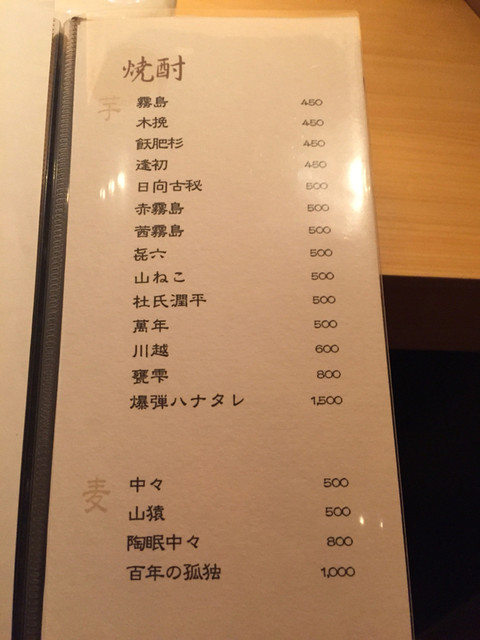 焼酎
芋
霧島 450
木挽 450
飫肥杉 450
逢初 450
日向古秘 500
赤霧島 500
茜霧島 500
㐂六 500
山ねこ 500
杜氏潤平 500
萬年 500
川越 600
甕雫 800
爆弾ハナタレ 1,500
麦
中々 500
山猿 500
陶眠中々 800
百年の孤独 1,000